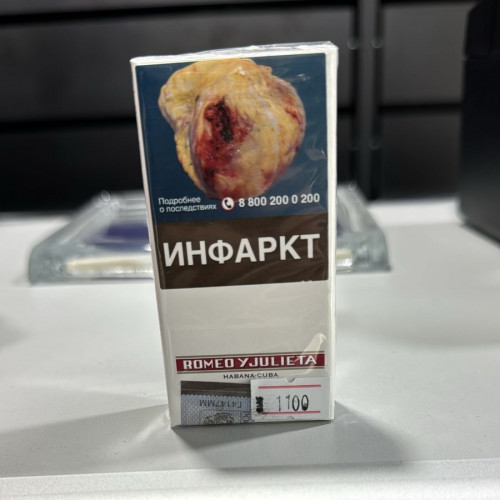 Подробнее
о последствиях 8 800 200 0 200
ИНФАРКТ
ROMEO Y JULIETA
HABANA-CUBA
1100